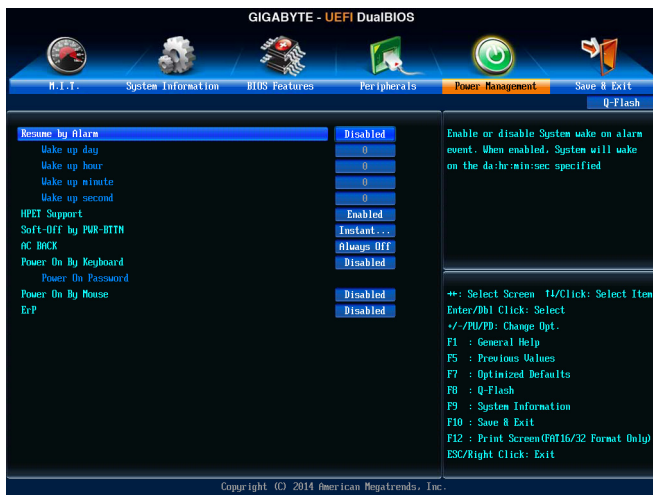 GIGABYTE - UEFI DualBIOS
M.I.T. System Information BIOS Features Peripherals Power Management Save & Exit
Q-Flash
Resume by Alarm Disabled
Wake up day 0
Wake up hour 0
Wake up minute 0
Wake up second 0
HPET Support Enabled
Soft-Off by PWR-BTTN Instant...
AC BACK Always Off
Power On By Keyboard Disabled
Power On Password
Power On By Mouse Disabled
ErP Disabled
Enable or disable System wake on alarm
event. When enabled, System will wake
on the da:hr:min:sec specified
→←: Select Screen ↑↓/Click: Select Item
Enter/Dbl Click: Select
+/-/PU/PD: Change Opt.
F1 : General Help
F5 : Previous Values
F7 : Optimized Defaults
F8 : Q-Flash
F9 : System Information
F10 : Save & Exit
F12 : Print Screen(FAT16/32 Format Only)
ESC/Right Click: Exit
Copyright (C) 2014 American Megatrends, Inc.